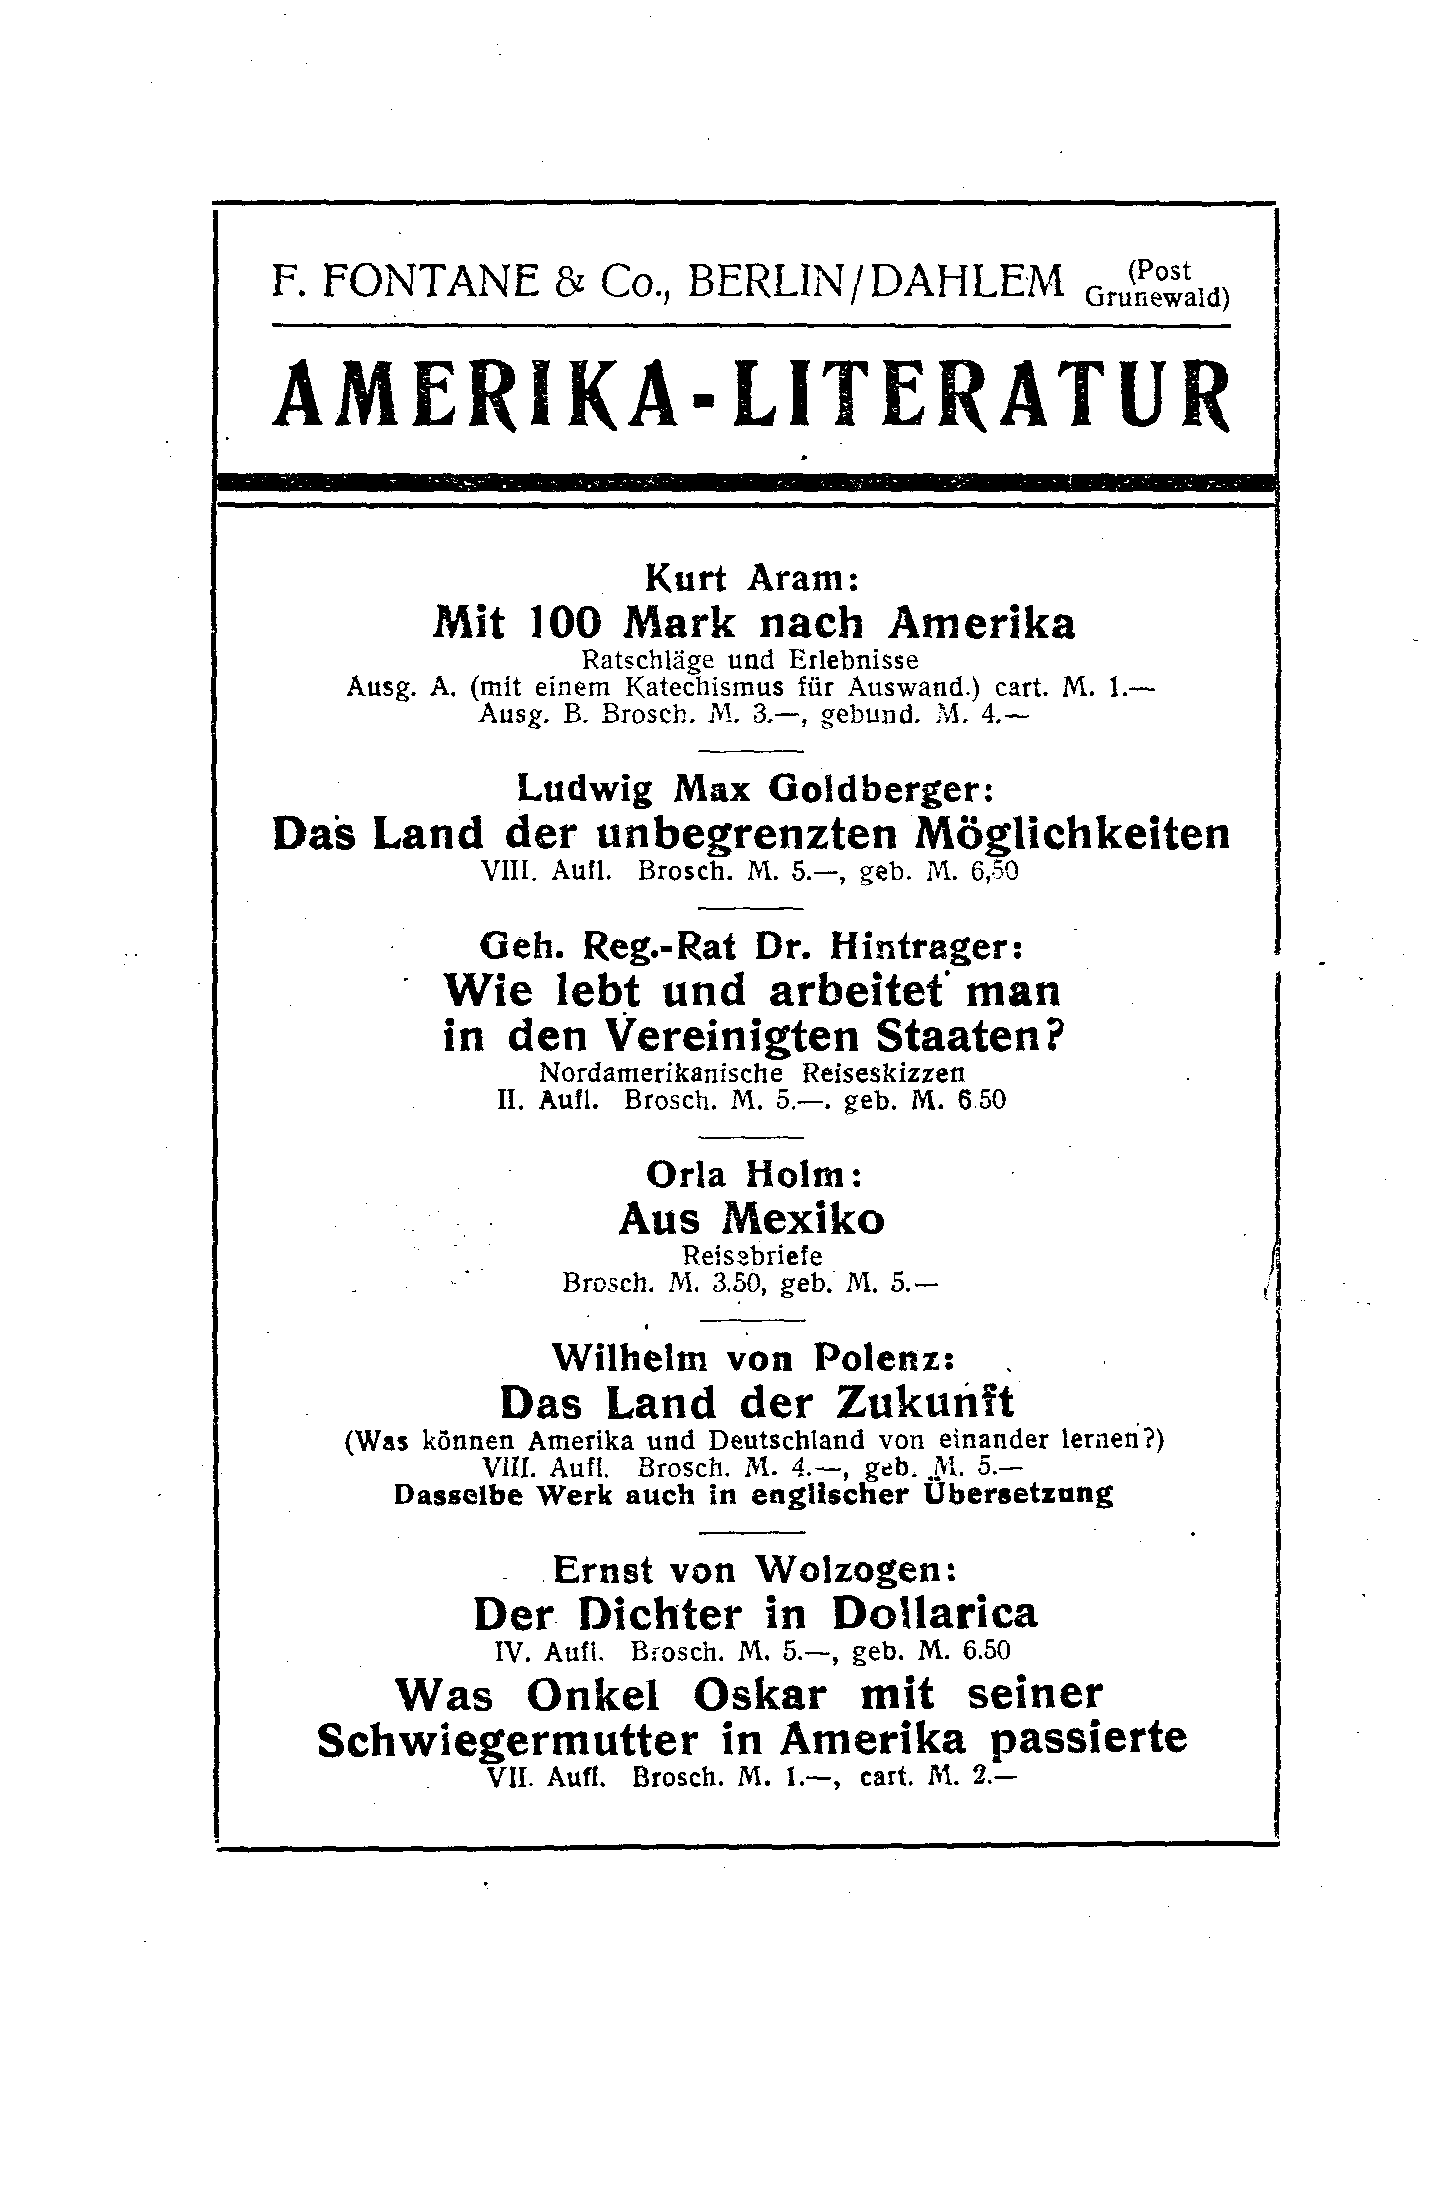 F. FONTANE & Co., BERLIN/DAHLEM (Post Grunewald)
AMERIKA-LITERATUR
Kurt Aram:
Mit 100 Mark nach Amerika
Ratschläge und Erlebnisse
Ausg. A. (mit einem Katechismus für Auswand.) cart. M. 1.—
Ausg. B. Brosch. M. 3.—, gebund. M. 4.—
Ludwig Max Goldberger:
Das Land der unbegrenzten Möglichkeiten
VIII. Aufl. Brosch. M. 5.—, geb. M. 6,50
Geh. Reg.-Rat Dr. Hintrager:
Wie lebt und arbeitet man
in den Vereinigten Staaten?
Nordamerikanische Reiseskizzen
II. Aufl. Brosch. M. 5.—. geb. M. 6.50
Orla Holm:
Aus Mexiko
Reisebriefe
Brosch. M. 3.50, geb. M. 5.—
Wilhelm von Polenz:
Das Land der Zukunft
(Was können Amerika und Deutschland von einander lernen?)
VIII. Aufl. Brosch. M. 4.—, geb. M. 5.—
Dasselbe Werk auch in englischer Übersetzung
Ernst von Wolzogen:
Der Dichter in Dollarica
IV. Aufl. Brosch. M. 5.—, geb. M. 6.50
Was Onkel Oskar mit seiner
Schwiegermutter in Amerika passierte
VII. Aufl. Brosch. M. 1.—, cart. M. 2.—